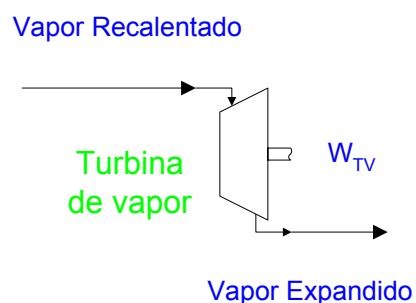 Vapor Recalentado
Turbina
de vapor
W_TV
Vapor Expandido